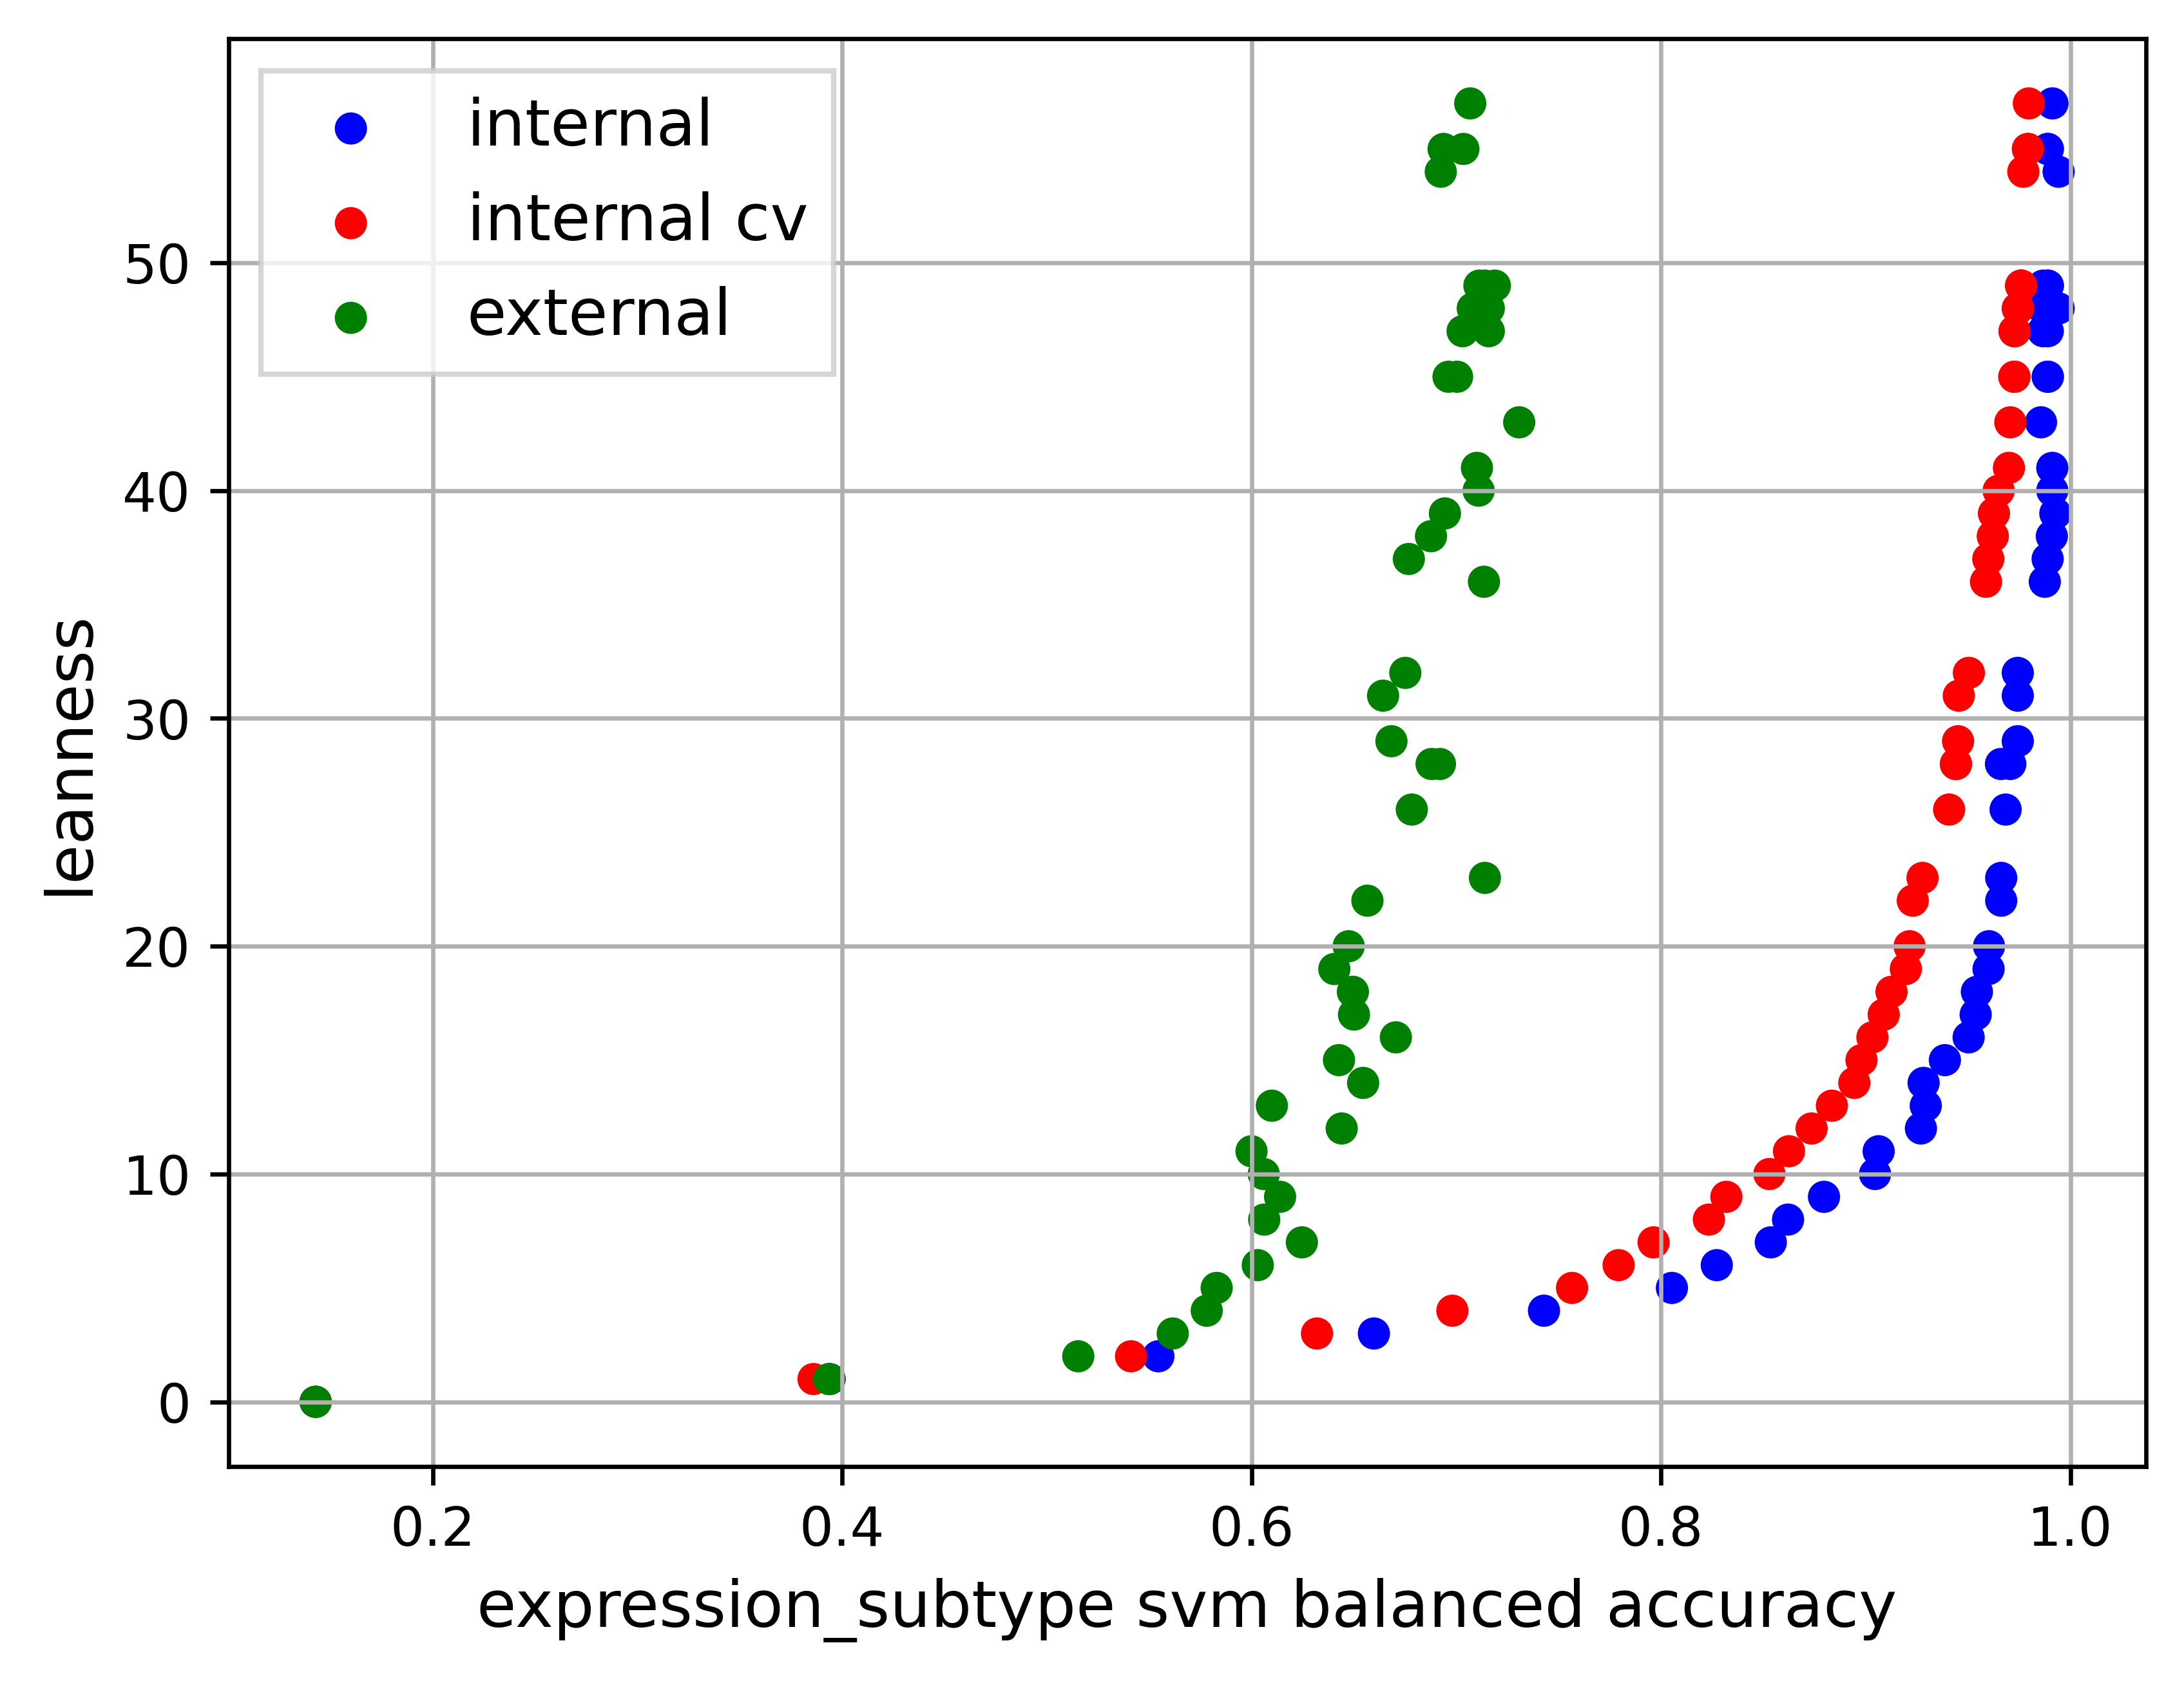 internal
internal cv
external
50
40
30
20
10
0
leanness
0.2 0.4 0.6 0.8 1.0
expression_subtype svm balanced accuracy